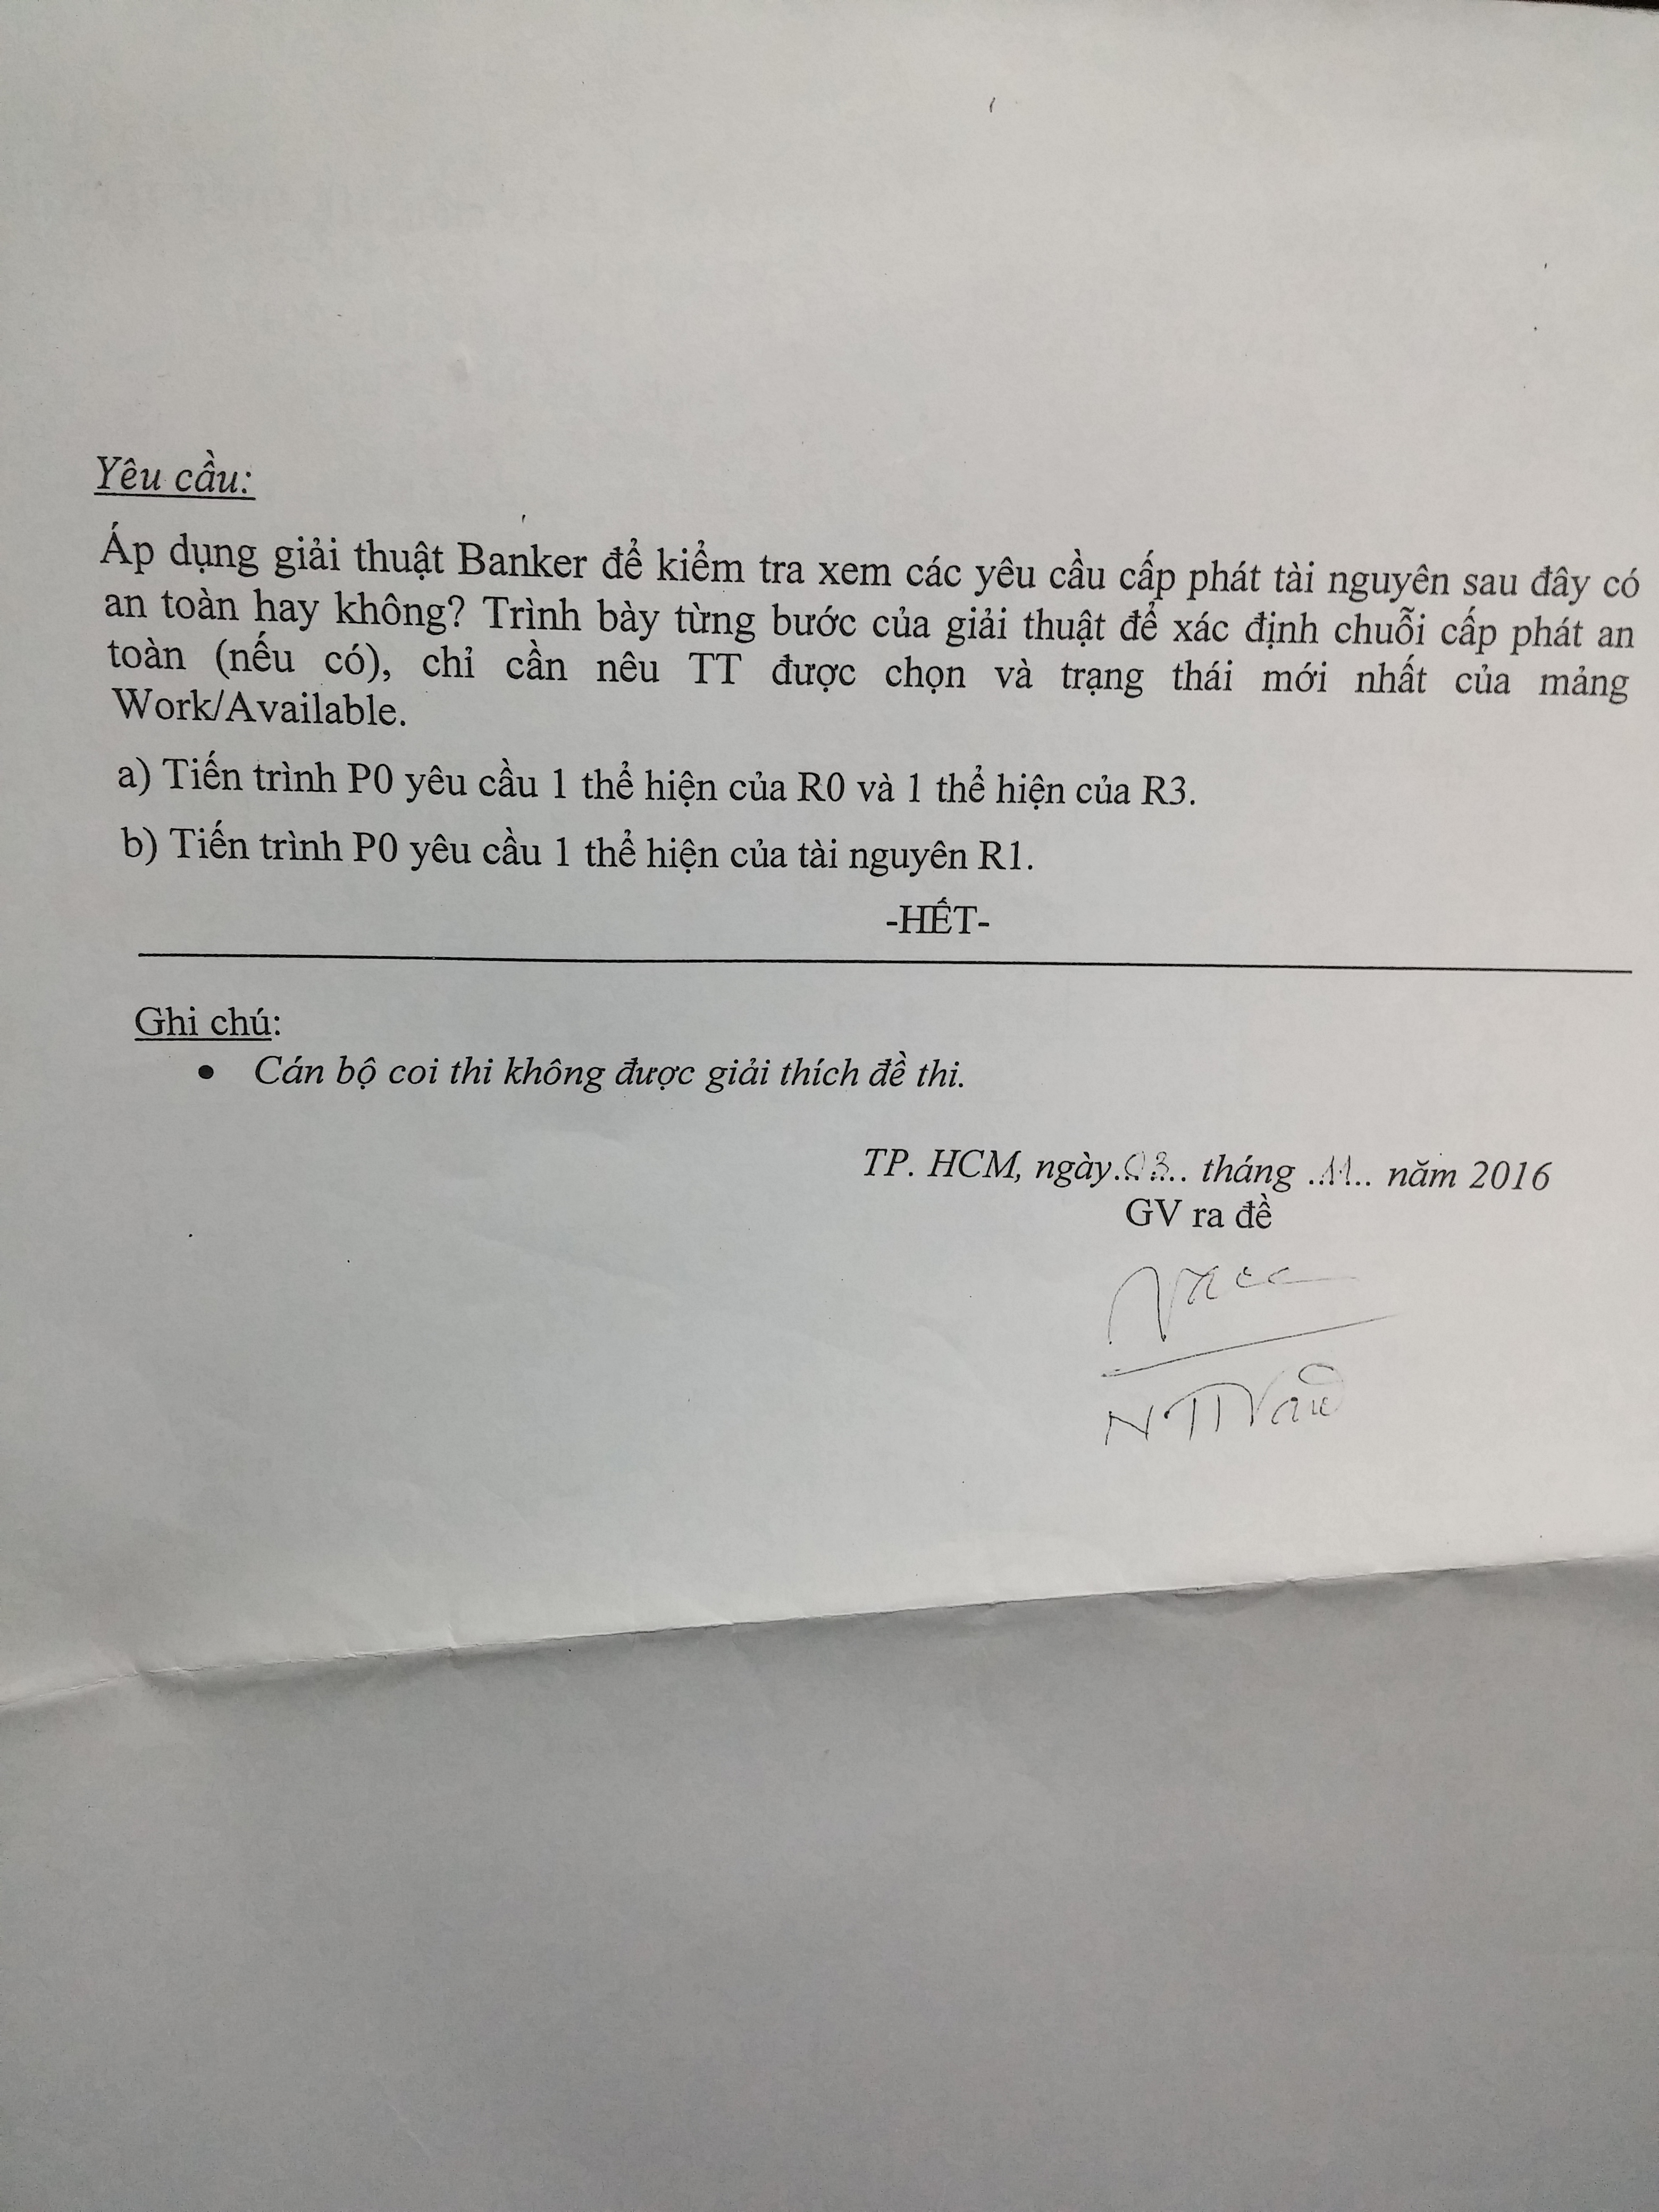 Yêu cầu:
Áp dụng giải thuật Banker để kiểm tra xem các yêu cầu cấp phát tài nguyên sau đây có
an toàn hay không? Trình bày từng bước của giải thuật để xác định chuỗi cấp phát an
toàn (nếu có), chỉ cần nêu TT được chọn và trạng thái mới nhất của mảng
Work/Available.
a) Tiến trình P0 yêu cầu 1 thể hiện của R0 và 1 thể hiện của R3.
b) Tiến trình P0 yêu cầu 1 thể hiện của tài nguyên R1.
-HẾT-
Ghi chú:
• Cán bộ coi thi không được giải thích đề thi.
TP. HCM, ngày..03.. tháng ..11.. năm 2016
GV ra đề